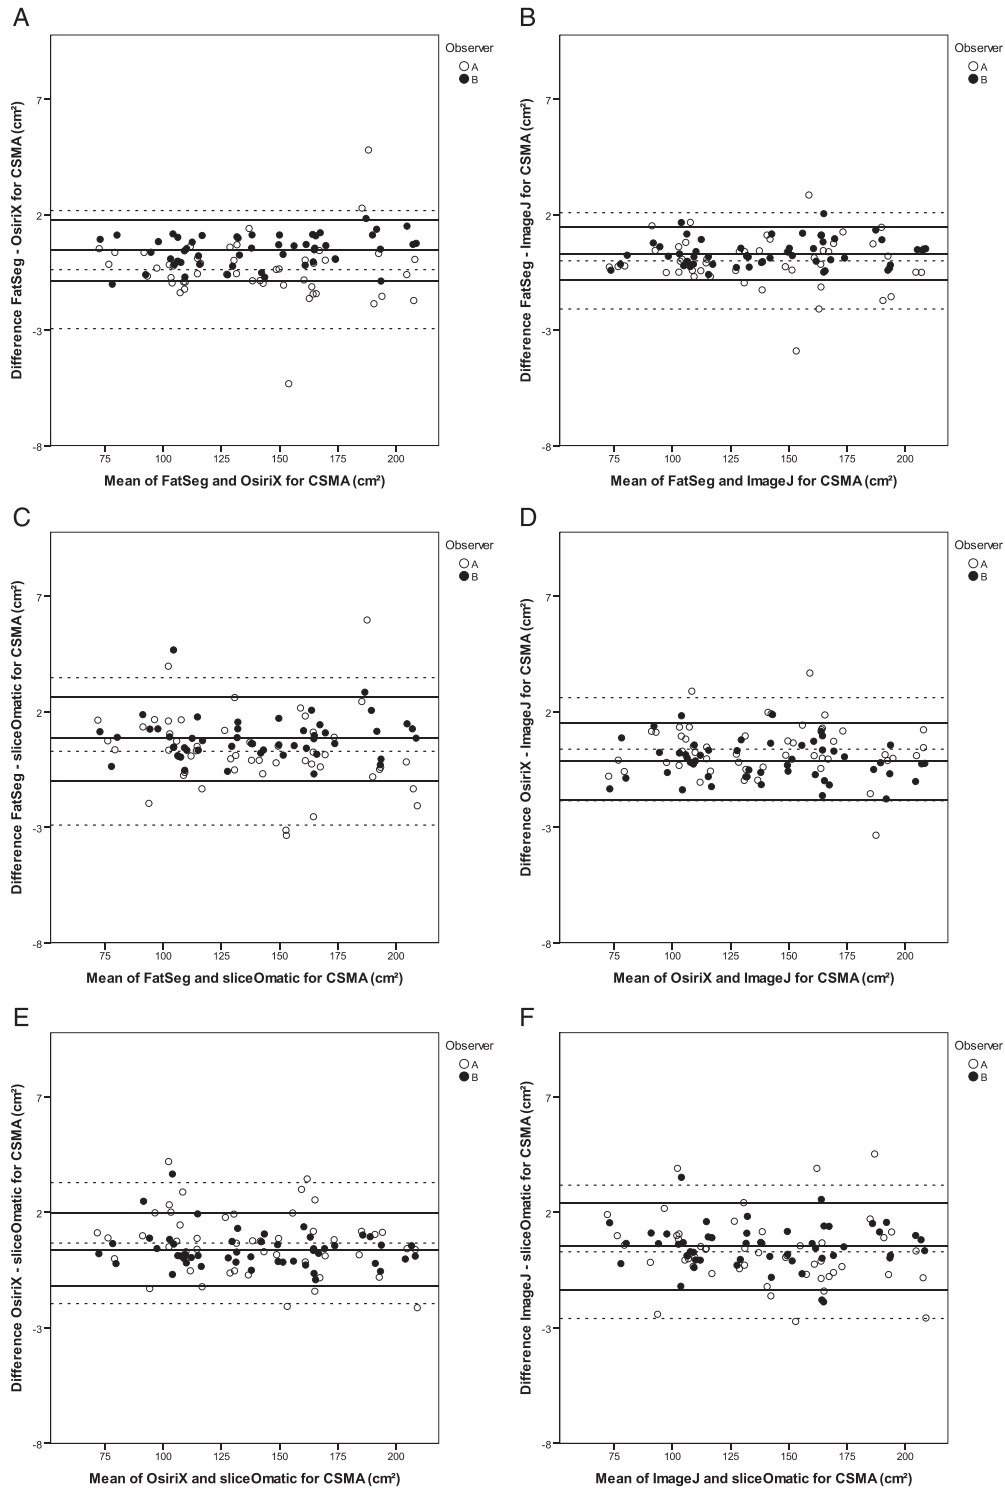 A
Observer
A
B
Difference FatSeg - OsiriX for CSMA (cm²)
7
2
-3
-8
75 100 125 150 175 200
Mean of FatSeg and OsiriX for CSMA (cm²)
B
Observer
A
B
Difference FatSeg - ImageJ for CSMA (cm²)
7
2
-3
-8
75 100 125 150 175 200
Mean of FatSeg and ImageJ for CSMA (cm²)
C
Observer
A
B
Difference FatSeg - sliceOmatic for CSMA (cm²)
7
2
-3
-8
75 100 125 150 175 200
Mean of FatSeg and sliceOmatic for CSMA (cm²)
D
Observer
A
B
Difference OsiriX - ImageJ for CSMA (cm²)
7
2
-3
-8
75 100 125 150 175 200
Mean of OsiriX and ImageJ for CSMA (cm²)
E
Observer
A
B
Difference OsiriX - sliceOmatic for CSMA (cm²)
7
2
-3
-8
75 100 125 150 175 200
Mean of OsiriX and sliceOmatic for CSMA (cm²)
F
Observer
A
B
Difference ImageJ - sliceOmatic for CSMA (cm²)
7
2
-3
-8
75 100 125 150 175 200
Mean of ImageJ and sliceOmatic for CSMA (cm²)